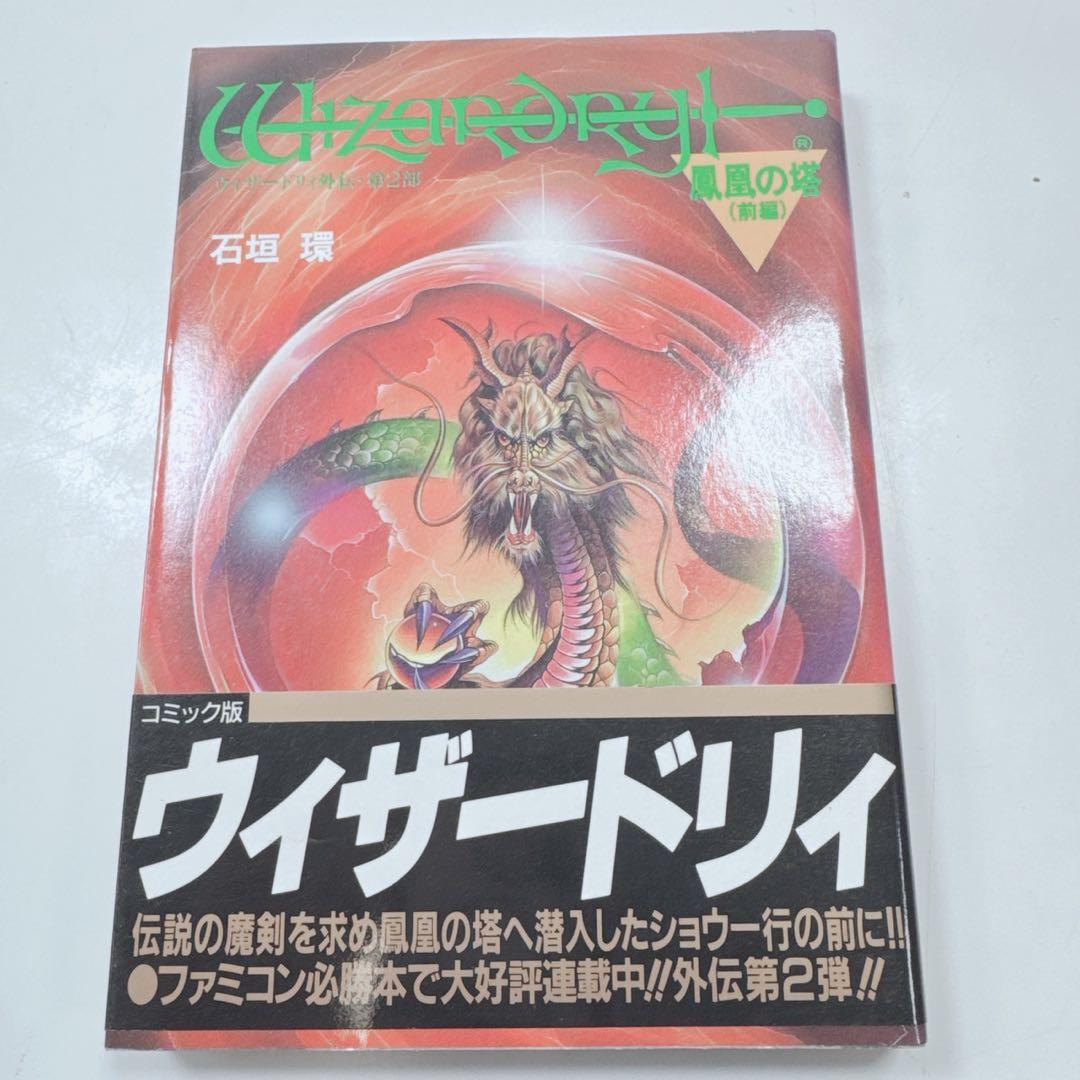 Wizardry
®
ウィザードリィ外伝・第2部
鳳凰の塔
(前編)
石垣 環
コミック版
ウィザードリィ
伝説の魔剣を求め鳳凰の塔へ潜入したショウ一行の前に!!
●ファミコン必勝本で大好評連載中!!外伝第2弾!!